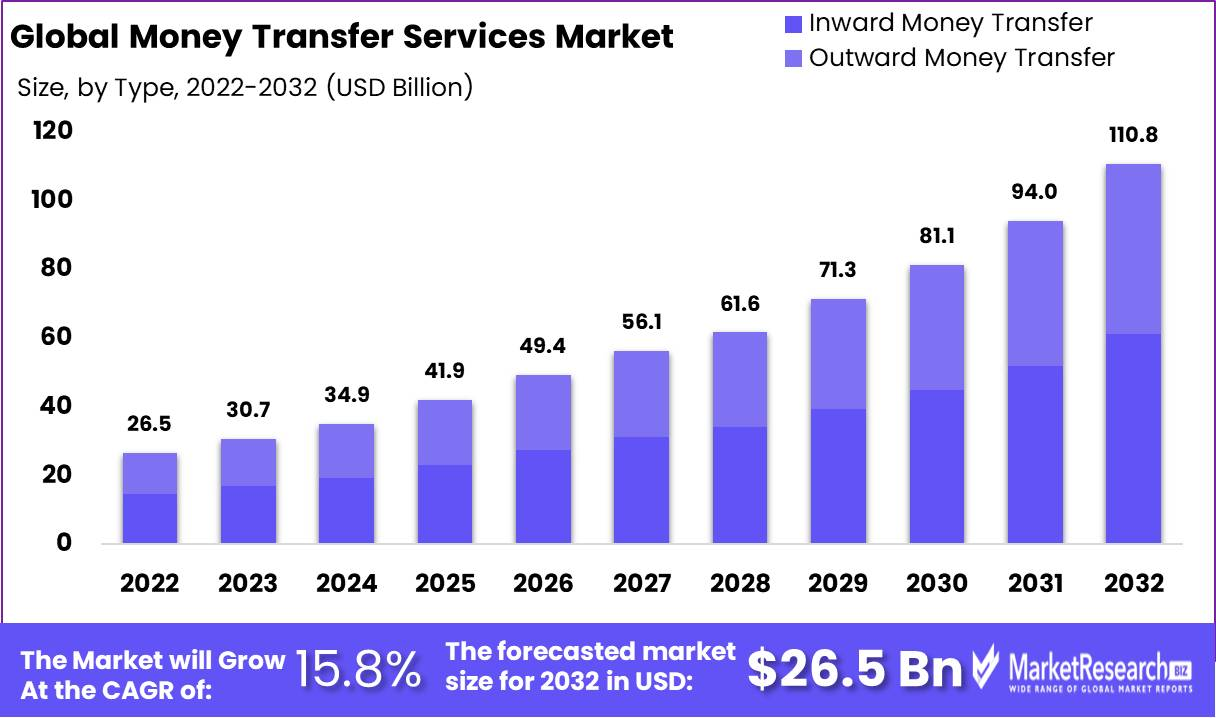 Global Money Transfer Services Market
Size, by Type, 2022-2032 (USD Billion)
Inward Money Transfer
Outward Money Transfer
120
100
80
60
40
20
0
26.5
30.7
34.9
41.9
49.4
56.1
61.6
71.3
81.1
94.0
110.8
2022 2023 2024 2025 2026 2027 2028 2029 2030 2031 2032
The Market will Grow
At the CAGR of:
15.8%
The forecasted market
size for 2032 in USD:
$26.5 Bn
MarketResearch BIZ
WIDE RANGE OF GLOBAL MARKET REPORTS